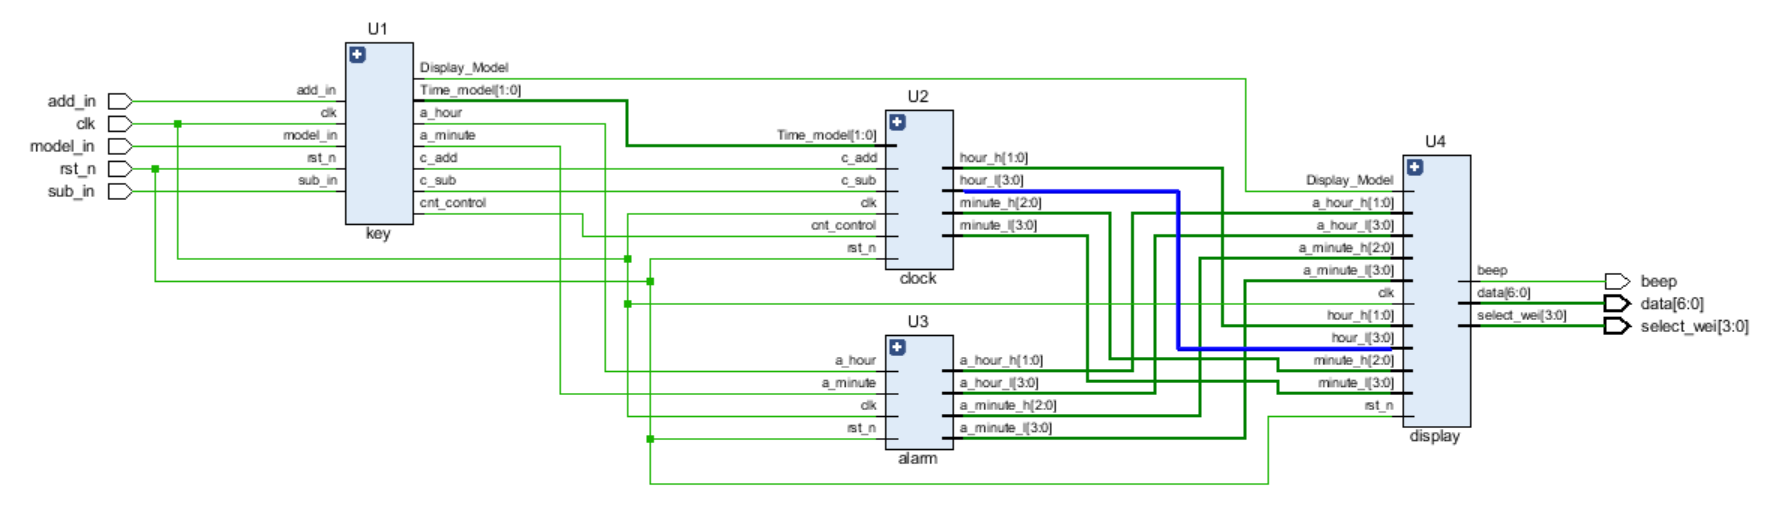 add_in
clk
model_in
rst_n
sub_in
U1
add_in
clk
model_in
rst_n
sub_in
Display_Model
Time_model[1:0]
a_hour
a_minute
c_add
c_sub
cnt_control
key
U2
Time_model[1:0]
c_add
c_sub
clk
cnt_control
rst_n
hour_h[1:0]
hour_l[3:0]
minute_h[2:0]
minute_l[3:0]
clock
U3
a_hour
a_minute
clk
rst_n
a_hour_h[1:0]
a_hour_l[3:0]
a_minute_h[2:0]
a_minute_l[3:0]
alarm
U4
Display_Model
a_hour_h[1:0]
a_hour_l[3:0]
a_minute_h[2:0]
a_minute_l[3:0]
clk
hour_h[1:0]
hour_l[3:0]
minute_h[2:0]
minute_l[3:0]
rst_n
beep
data[6:0]
select_wei[3:0]
display
beep
data[6:0]
select_wei[3:0]